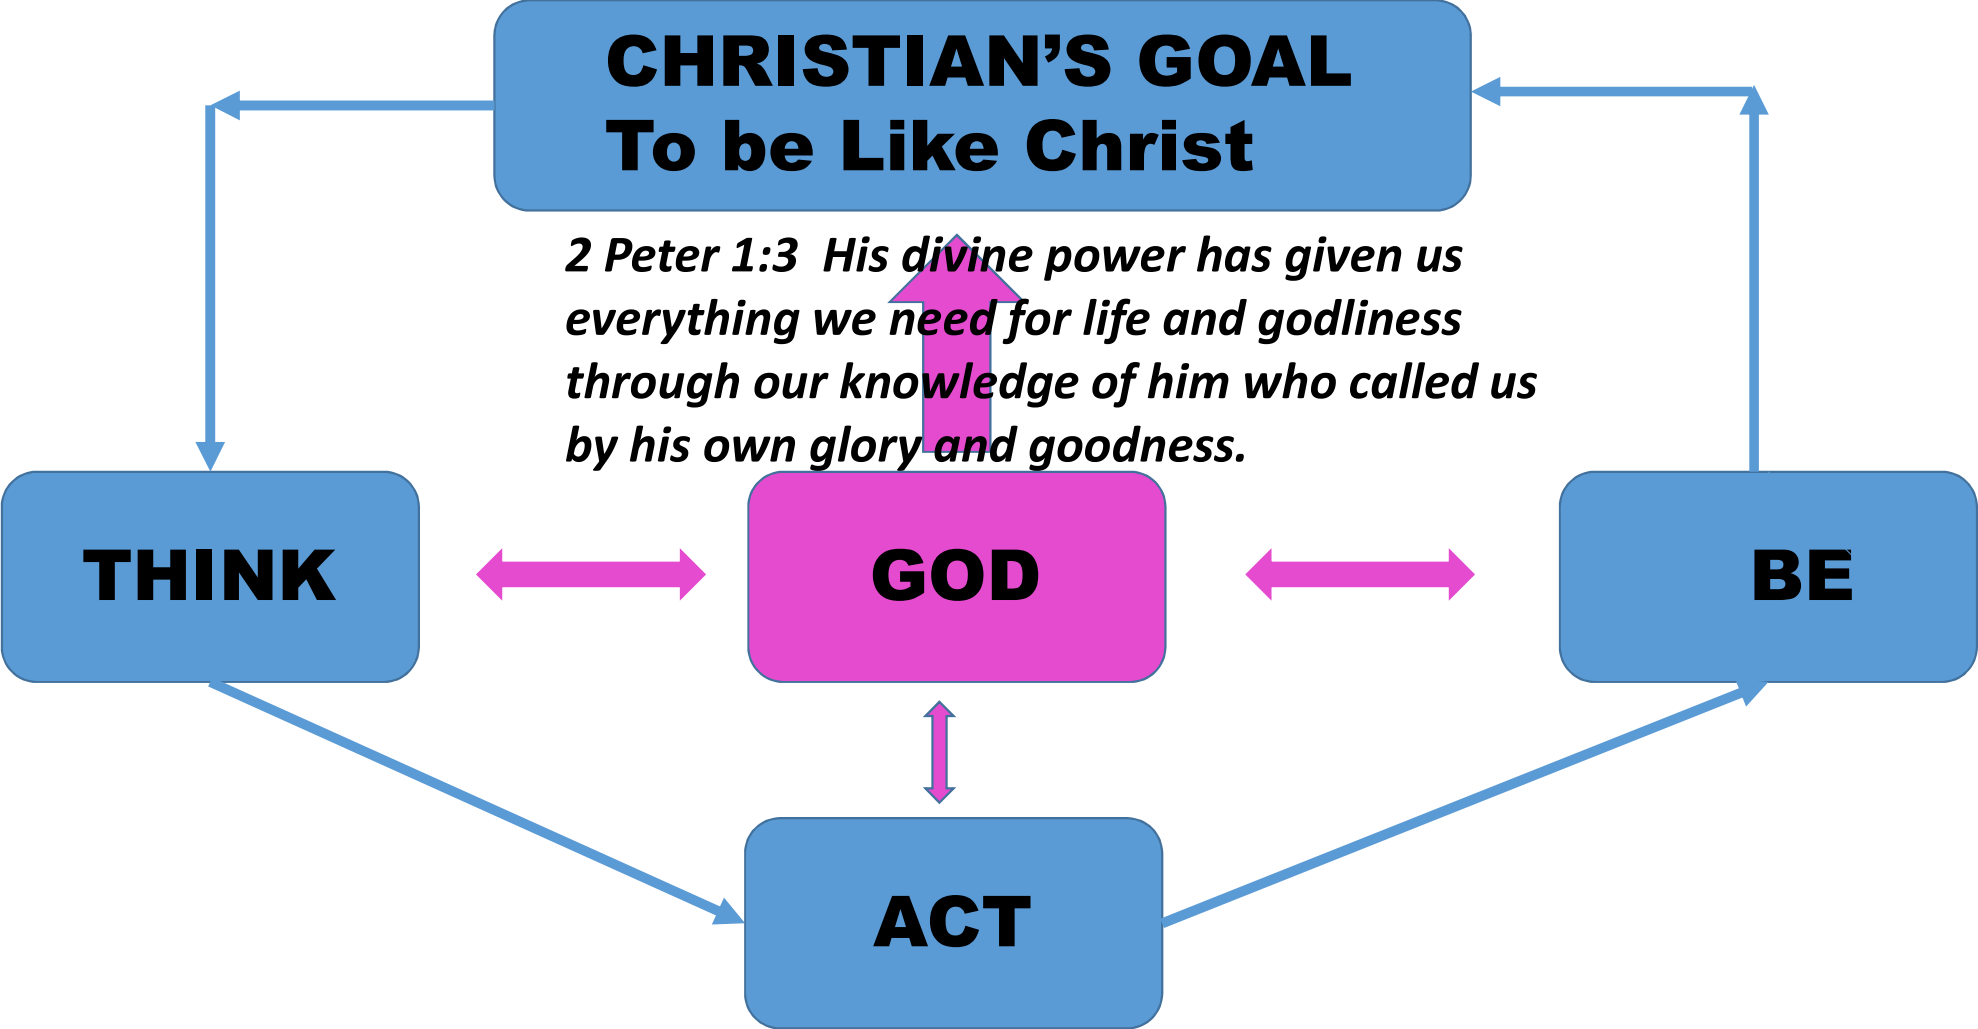 CHRISTIAN’S GOAL
To be Like Christ
2 Peter 1:3  His divine power has given us
everything we need for life and godliness
through our knowledge of him who called us
by his own glory and goodness.
THINK
GOD
BE
ACT